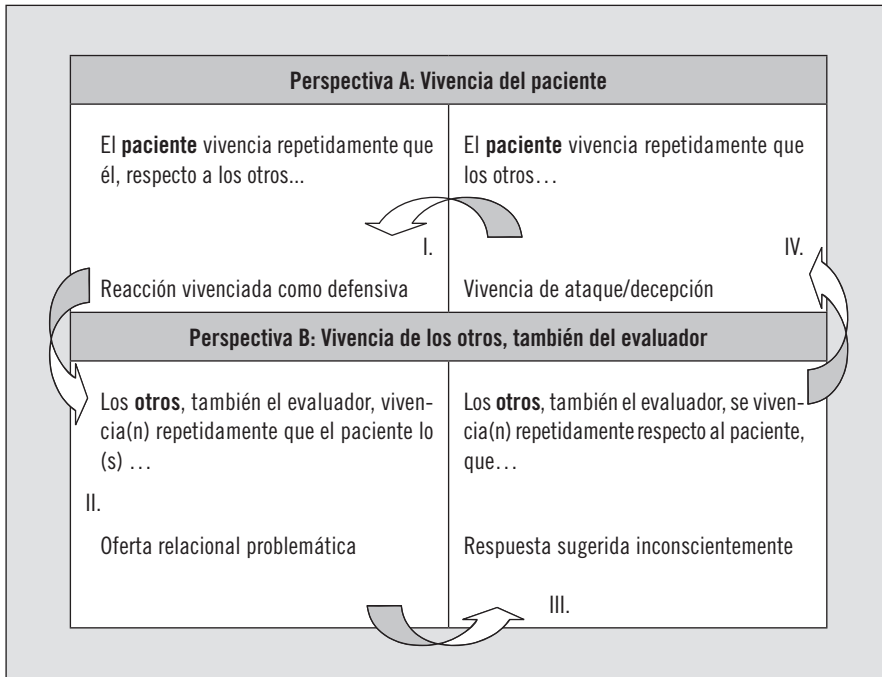 Perspectiva A: Vivencia del paciente
El paciente vivencia repetidamente que
él, respecto a los otros...
I.
Reacción vivenciada como defensiva
El paciente vivencia repetidamente que
los otros…
IV.
Vivencia de ataque/decepción
Perspectiva B: Vivencia de los otros, también del evaluador
Los otros, también el evaluador, viven-
cia(n) repetidamente que el paciente lo
(s) …
II.
Oferta relacional problemática
Los otros, también el evaluador, se viven-
cia(n) repetidamente respecto al paciente,
que…
Respuesta sugerida inconscientemente
III.